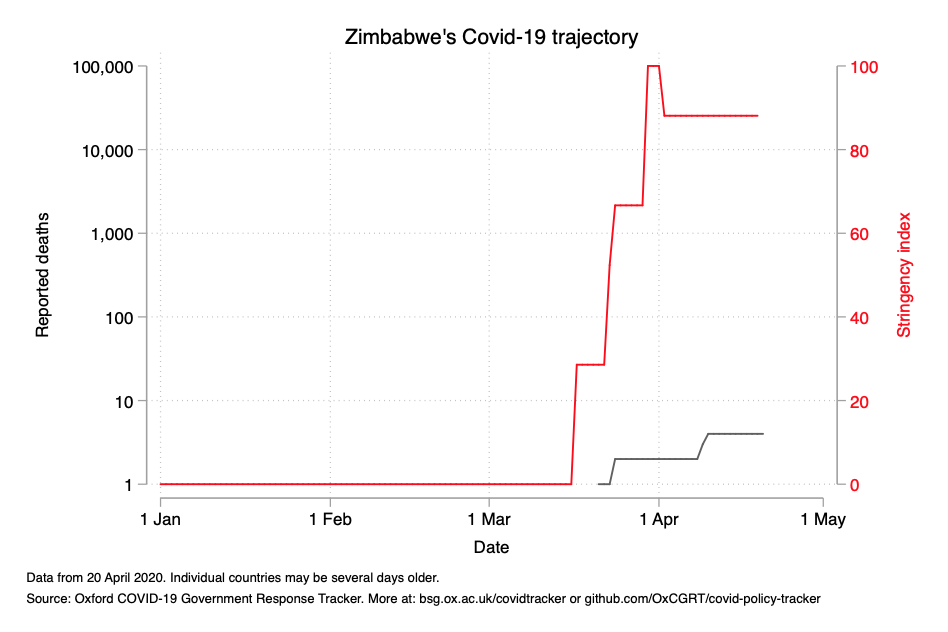 Zimbabwe's Covid-19 trajectory
100,000
10,000
1,000
100
10
1
Reported deaths
100
80
60
40
20
0
Stringency index
1 Jan
1 Feb
1 Mar
1 Apr
1 May
Date
Data from 20 April 2020. Individual countries may be several days older.
Source: Oxford COVID-19 Government Response Tracker. More at: bsg.ox.ac.uk/covidtracker or github.com/OxCGRT/covid-policy-tracker